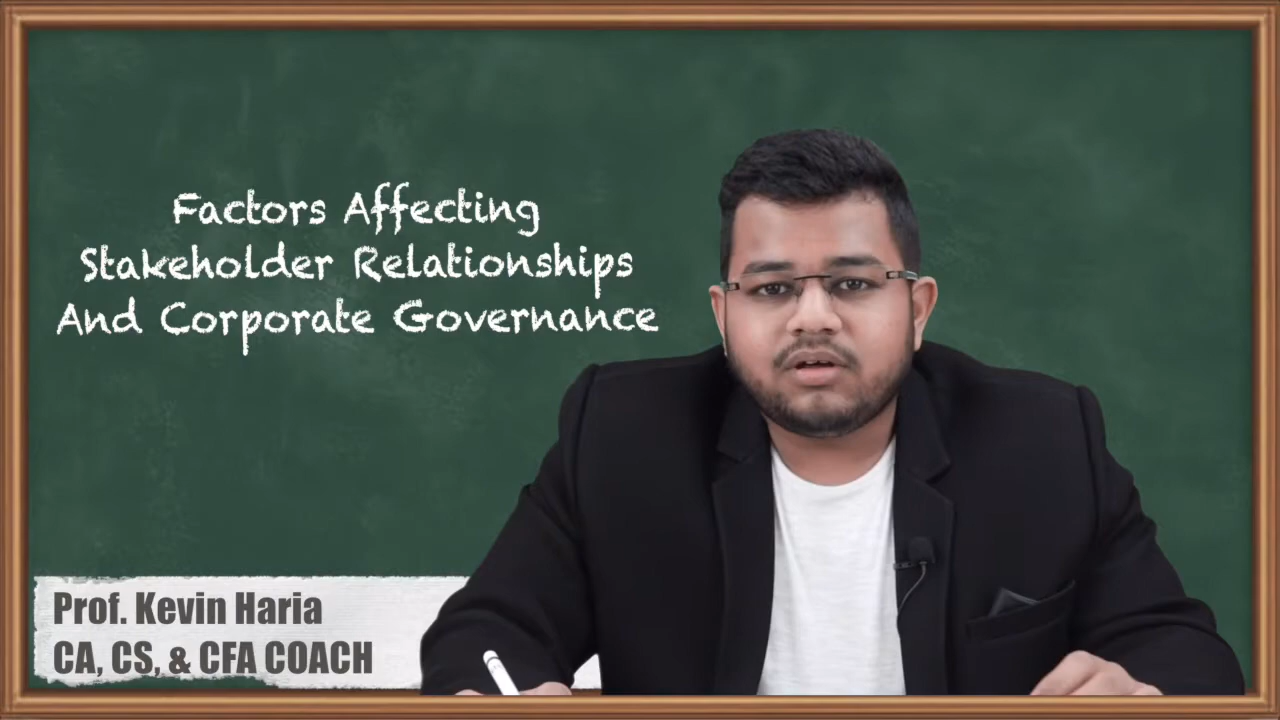 Factors Affecting
Stakeholder Relationships
And Corporate Governance
Prof. Kevin Haria
CA, CS, & CFA COACH